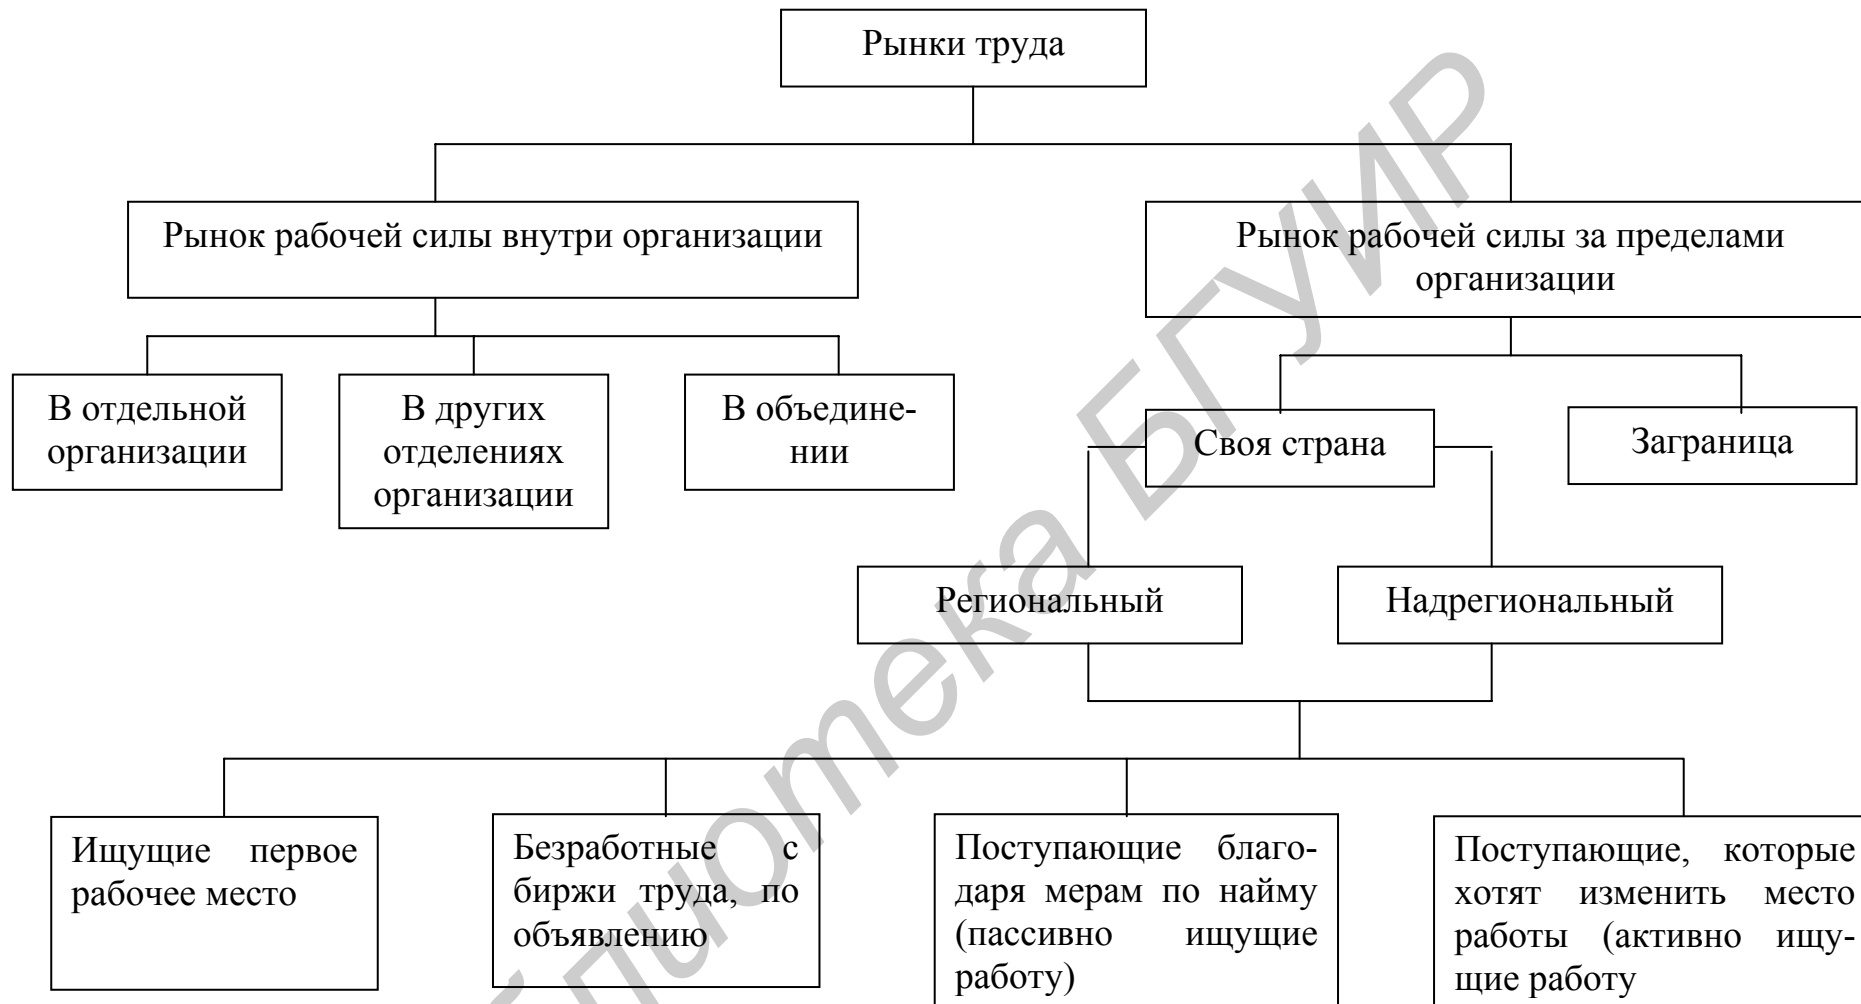 Рынки труда
Рынок рабочей силы внутри организации
Рынок рабочей силы за пределами
организации
В отдельной
организации
В других
отделениях
организации
В объедине-
нии
Своя страна
Заграница
Региональный
Надрегиональный
Ищущие первое
рабочее место
Безработные с
биржи труда, по
объявлению
Поступающие благо-
даря мерам по найму
(пассивно ищущие
работу)
Поступающие, которые
хотят изменить место
работы (активно ищу-
щие работу
блиотека БГУИР